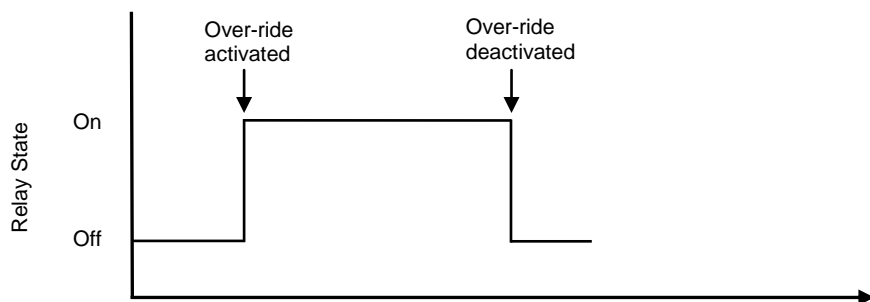 Over-ride
activated
Over-ride
deactivated
On
Relay State
Off